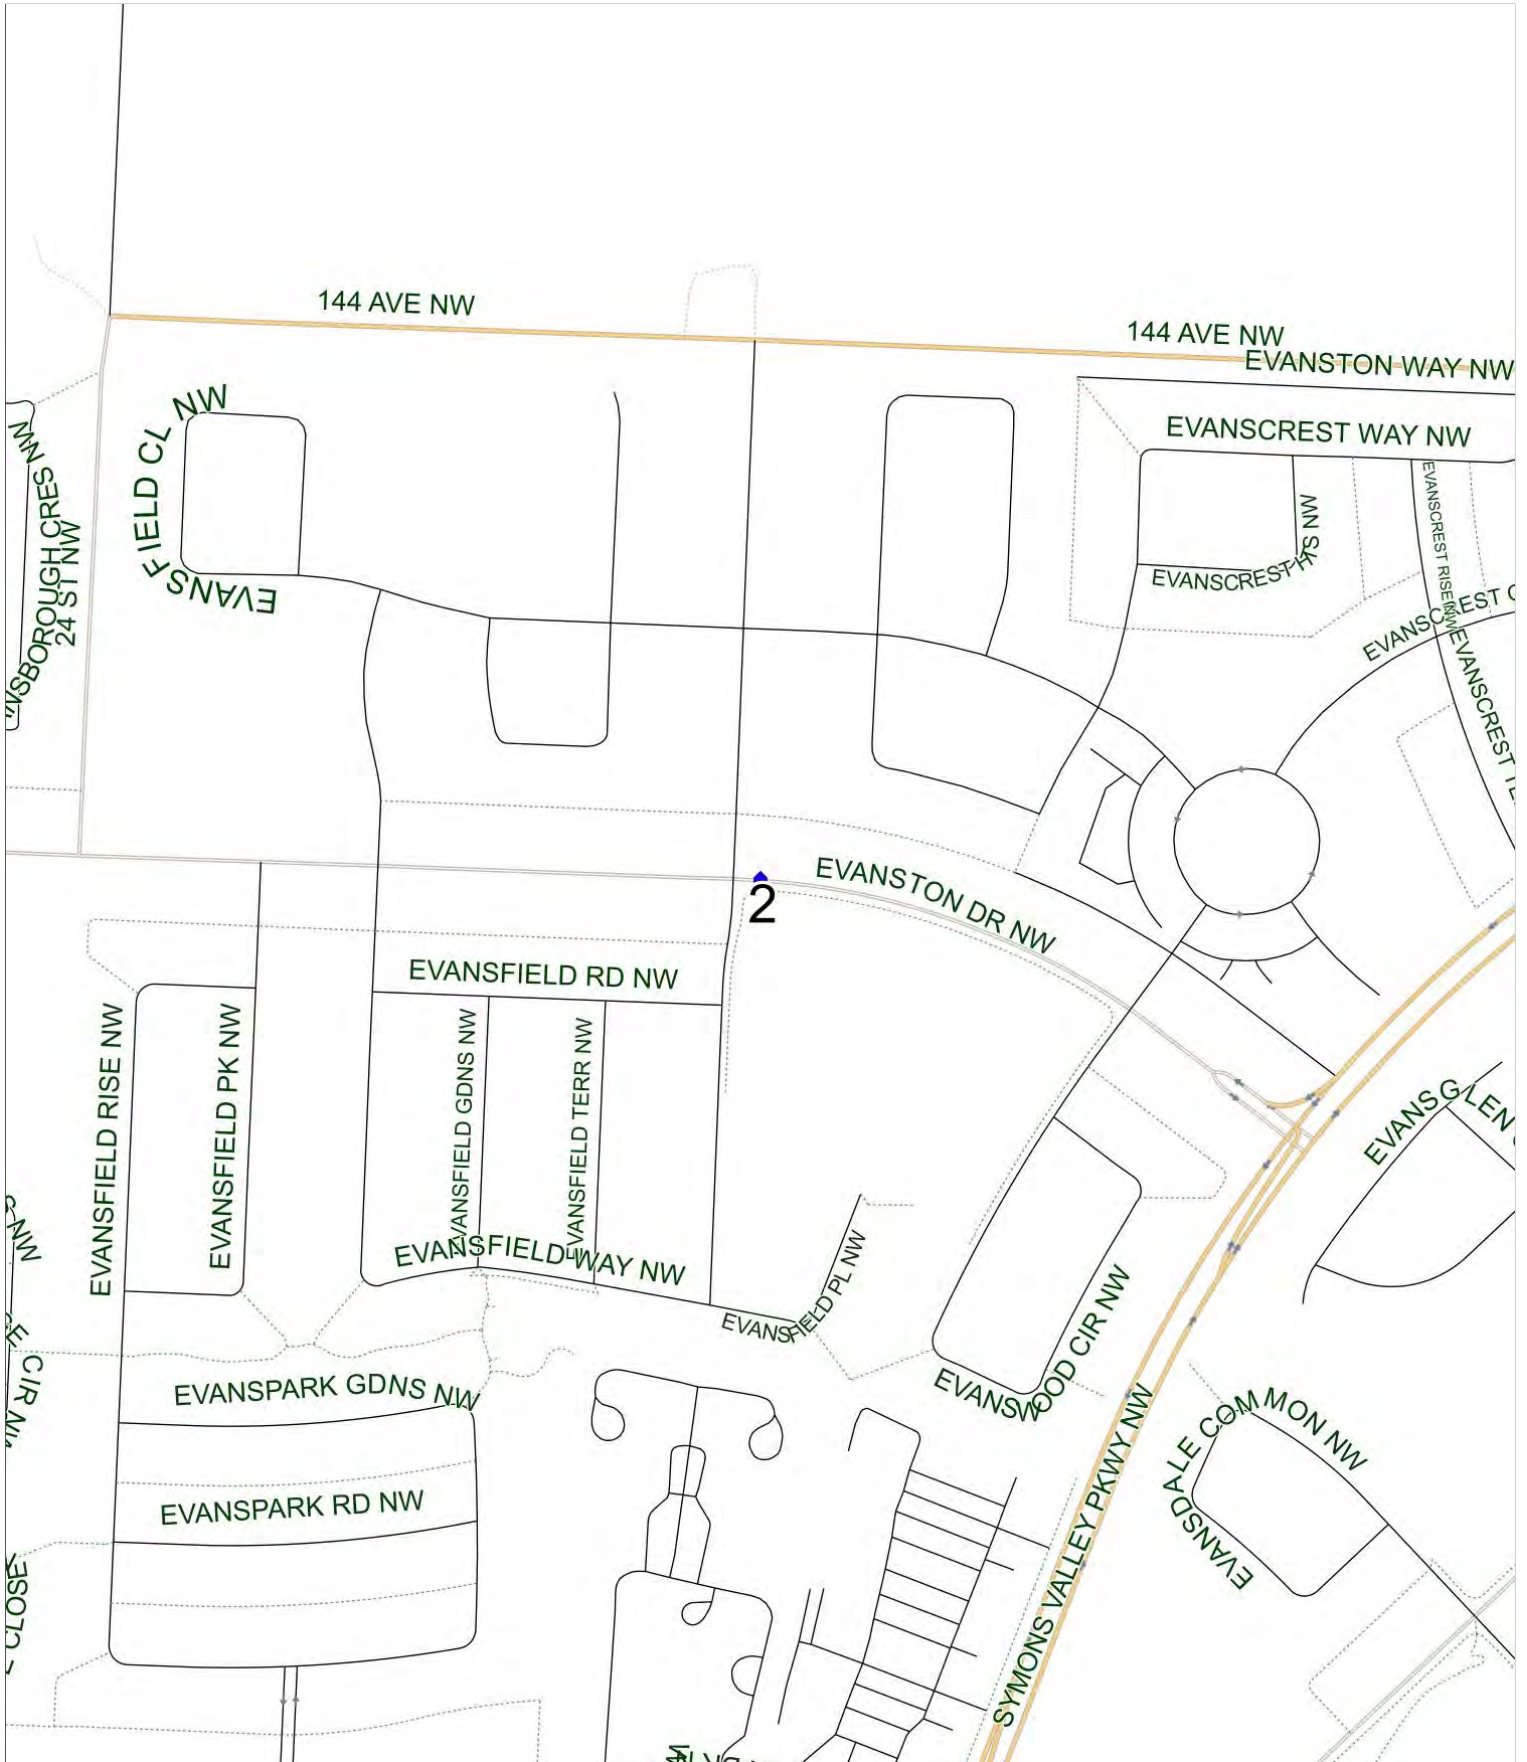 144 AVE NW
144 AVE NW
EVANSTON WAY NW
EVANSFIELD CL NW
EVANSCREST WAY NW
24 ST NW
EVANSCREST RISE NW
EVANSCREST
2
EVANSTON DR NW
EVANSFIELD RD NW
EVANSFIELD RISE NW
EVANSFIELD PK NW
EVANSFIELD GDNS NW
EVANSFIELD TERR NW
EVANSFIELD WAY NW
EVANSFIELD PL NW
EVANSWOOD CIR NW
EVANSGLEN
EVANSPARK GDNS NW
EVANSDALE COMMON NW
EVANSPARK RD NW
SYMONS VALLEY PKWY NW
CIR NW
CLOSE